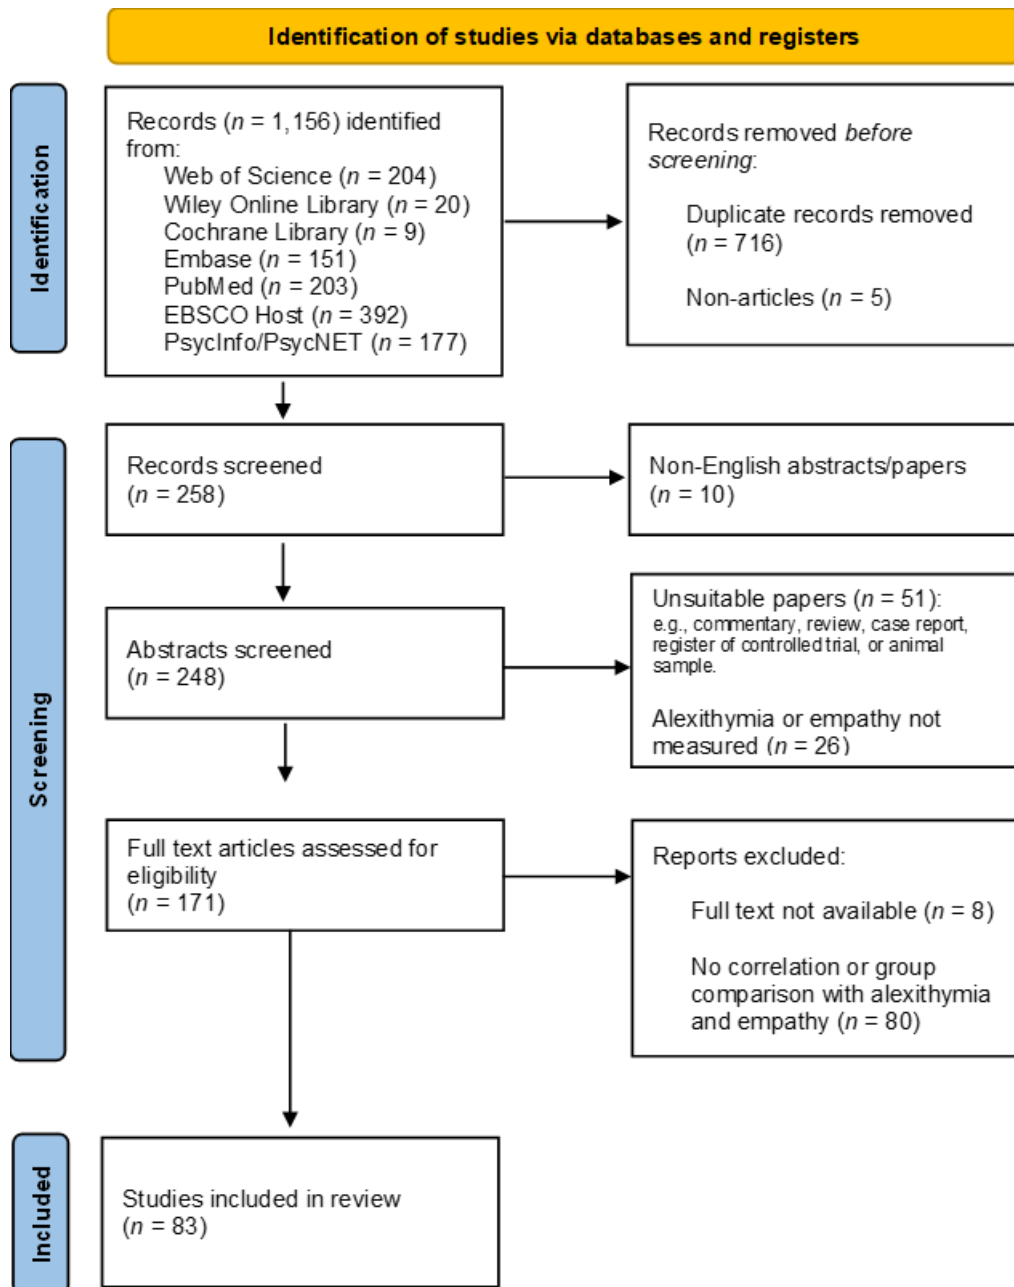 Identification of studies via databases and registers
Identification
Records (n = 1,156) identified
from:
Web of Science (n = 204)
Wiley Online Library (n = 20)
Cochrane Library (n = 9)
Embase (n = 151)
PubMed (n = 203)
EBSCO Host (n = 392)
PsycInfo/PsycNET (n = 177)
Records removed before
screening:
Duplicate records removed
(n = 716)
Non-articles (n = 5)
Screening
Records screened
(n = 258)
Non-English abstracts/papers
(n = 10)
Abstracts screened
(n = 248)
Unsuitable papers (n = 51):
e.g., commentary, review, case report,
register of controlled trial, or animal
sample.
Alexithymia or empathy not
measured (n = 26)
Full text articles assessed for
eligibility
(n = 171)
Reports excluded:
Full text not available (n = 8)
No correlation or group
comparison with alexithymia
and empathy (n = 80)
Included
Studies included in review
(n = 83)